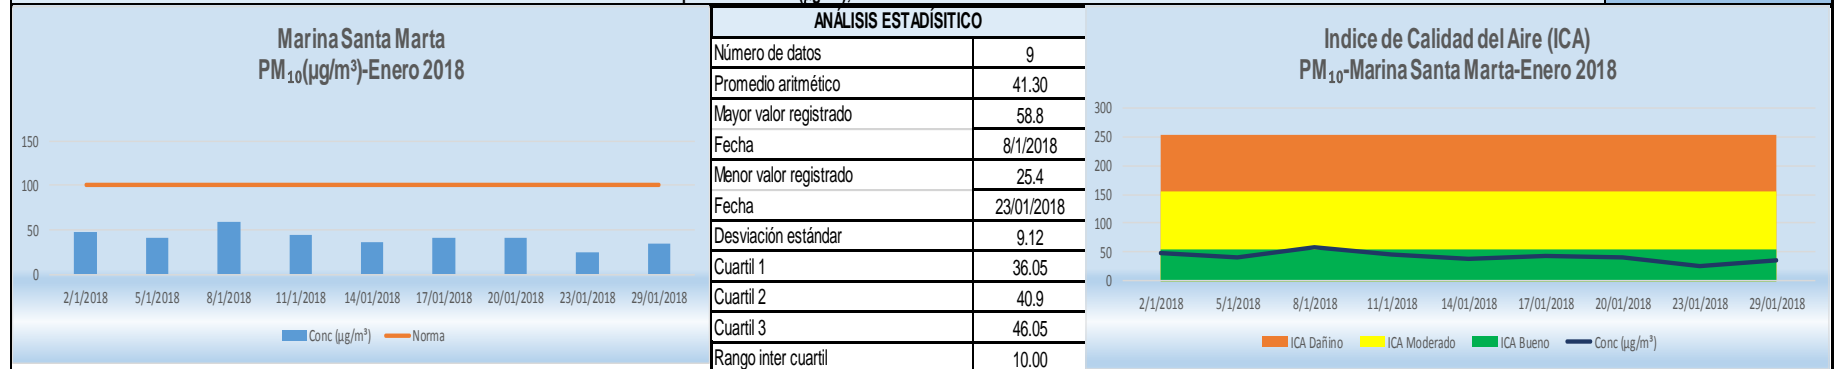 Marina Santa Marta
PM₁₀(µg/m³)-Enero 2018
150
100
50
0
2/1/2018 5/1/2018 8/1/2018 11/1/2018 14/01/2018 17/01/2018 20/01/2018 23/01/2018 29/01/2018
Conc (µg/m³) Norma
ANÁLISIS ESTADÍSITICO
Número de datos 9
Promedio aritmético 41.30
Mayor valor registrado 58.8
Fecha 8/1/2018
Menor valor registrado 25.4
Fecha 23/01/2018
Desviación estándar 9.12
Cuartil 1 36.05
Cuartil 2 40.9
Cuartil 3 46.05
Rango inter cuartil 10.00
Indice de Calidad del Aire (ICA)
PM₁₀-Marina Santa Marta-Enero 2018
300
250
200
150
100
50
0
2/1/2018 5/1/2018 8/1/2018 11/1/2018 14/01/2018 17/01/2018 20/01/2018 23/01/2018 29/01/2018
ICA Dañino ICA Moderado ICA Bueno Conc (µg/m³)